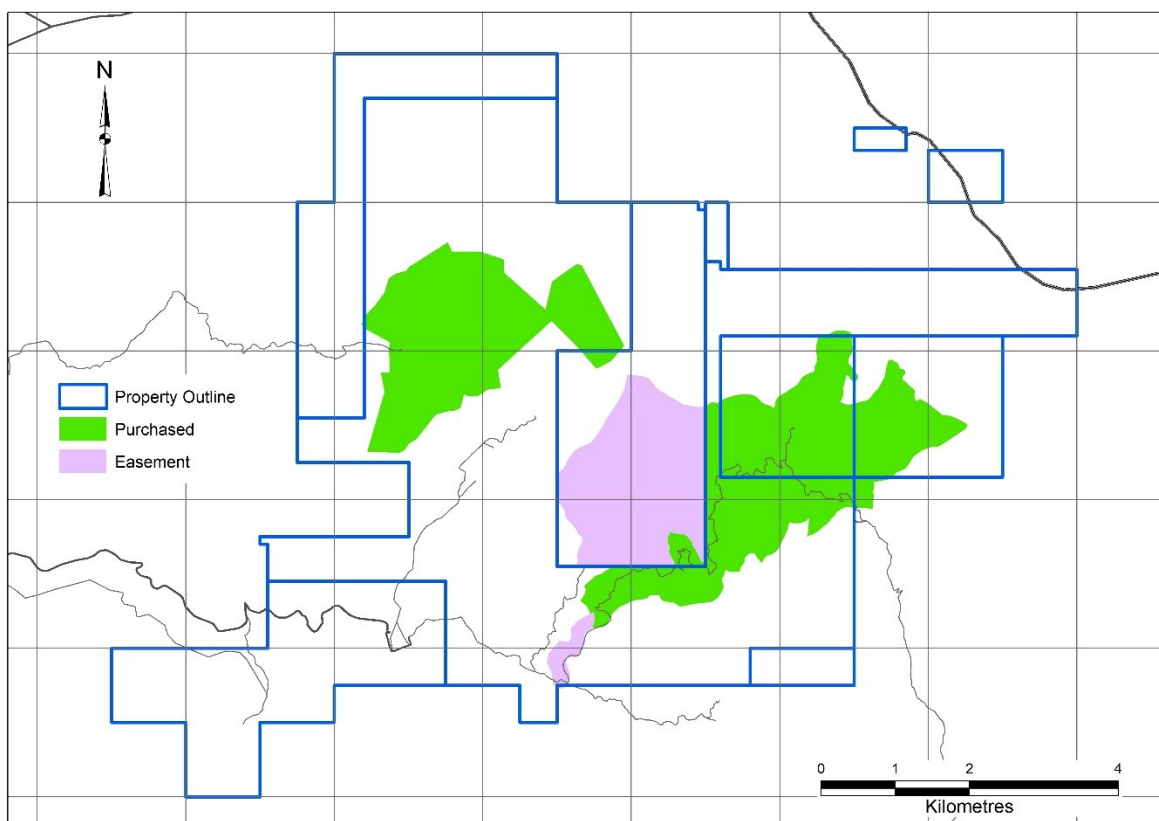 N
Property Outline
Purchased
Easement
0 1 2 4
Kilometres